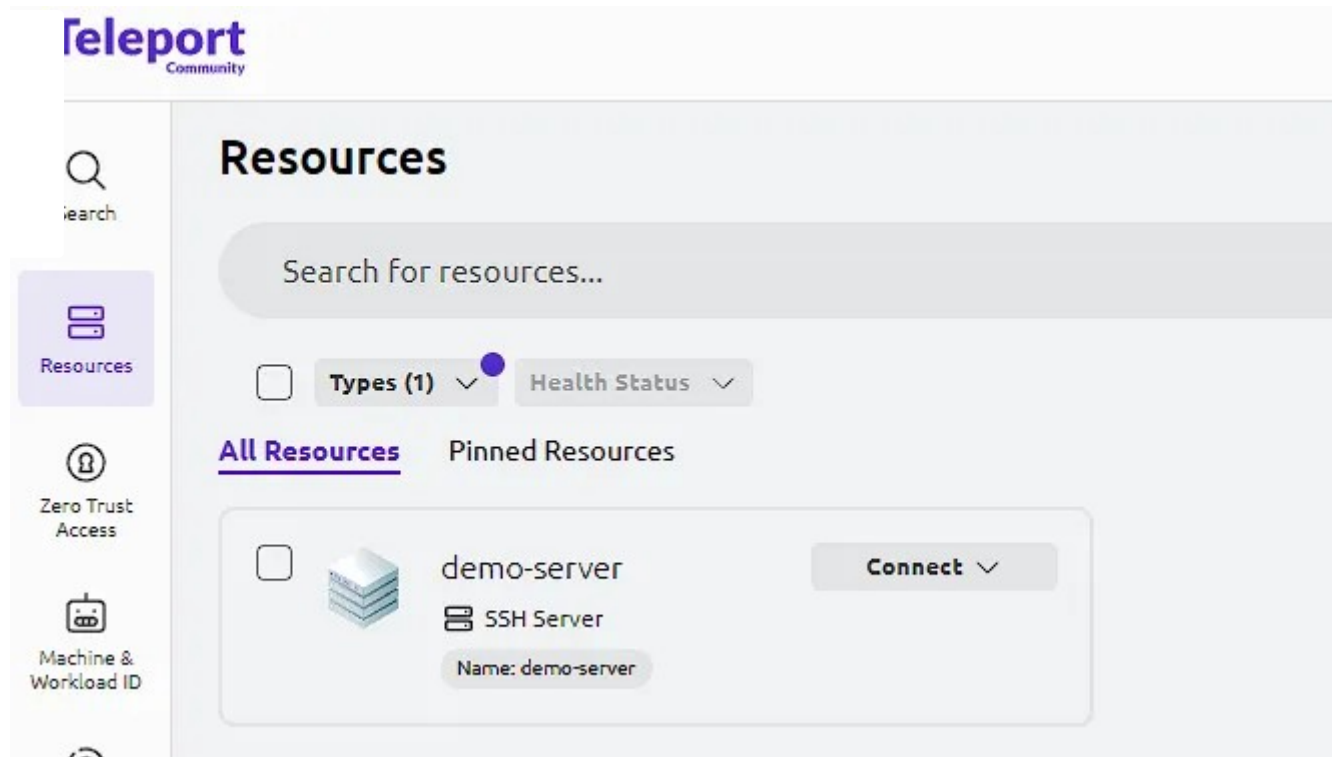 Teleport
Community
Resources
Search
Search for resources...
Resources
Types (1)
Health Status
All Resources
Pinned Resources
Zero Trust
Access
demo-server
Connect
SSH Server
Machine &
Workload ID
Name: demo-server